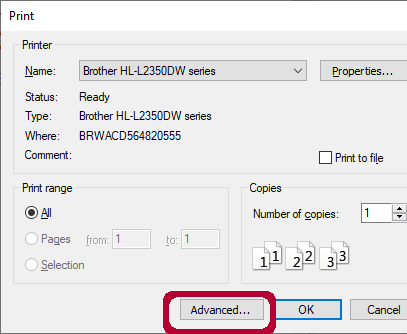 Print
Printer
Name: Brother HL-L2350DW series Properties...
Status: Ready
Type: Brother HL-L2350DW series
Where: BRWACD564820555
Comment:
Print to file
Print range
All
Pages from: 1 to: 1
Selection
Copies
Number of copies: 1
1 1 2 2 3 3
Advanced... OK Cancel